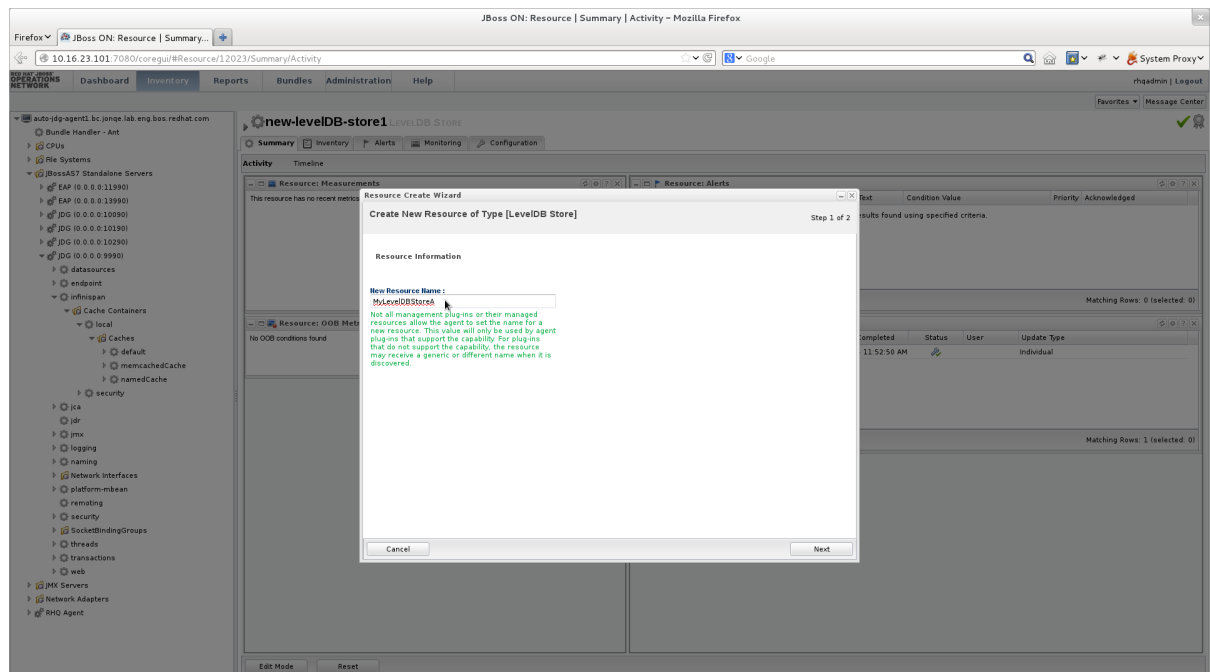 JBoss ON: Resource | Summary | Activity – Mozilla Firefox
Firefox
JBoss ON: Resource | Summary...
10.16.23.101:7080/coregui/#Resource/12023/Summary/Activity
Google
System Proxy
RED HAT JBOSS
OPERATIONS
NETWORK
Dashboard Inventory Reports Bundles Administration Help
rhqadmin | Logout
Favorites Message Center
auto-jdg-agent1.bc.jonqe.lab.eng.bos.redhat.com
Bundle Handler - Ant
CPUs
File Systems
JBossAS7 Standalone Servers
EAP (0.0.0.0:11990)
EAP (0.0.0.0:13990)
JDG (0.0.0.0:10090)
JDG (0.0.0.0:10190)
JDG (0.0.0.0:10290)
JDG (0.0.0.0:9990)
datasources
endpoint
infinispan
Cache Containers
local
Caches
default
memcachedCache
namedCache
security
jca
jdr
jmx
logging
naming
Network Interfaces
platform-mbean
remoting
security
SocketBindingGroups
threads
transactions
web
JMX Servers
Network Adapters
RHQ Agent
new-levelDB-store1 LEVELDB STORE
Summary Inventory Alerts Monitoring Configuration
Activity Timeline
Resource: Measurements
This resource has no recent metrics
Resource: OOB Metr
No OOB conditions found
Resource: Alerts
Text Condition Value Priority Acknowledged
esults found using specified criteria.
Matching Rows: 0 (selected: 0)
Completed Status User Update Type
11:52:50 AM Individual
Matching Rows: 1 (selected: 0)
Resource Create Wizard
Create New Resource of Type [LevelDB Store]
Step 1 of 2
Resource Information
New Resource Name :
MyLevelDBStoreA
Not all management plug-ins or their managed
resources allow the agent to set the name for a
new resource. This value will only be used by agent
plug-ins that support the capability. For plug-ins
that do not support the capability, the resource
may receive a generic or different name when it is
discovered.
Cancel
Next
Edit Mode Reset